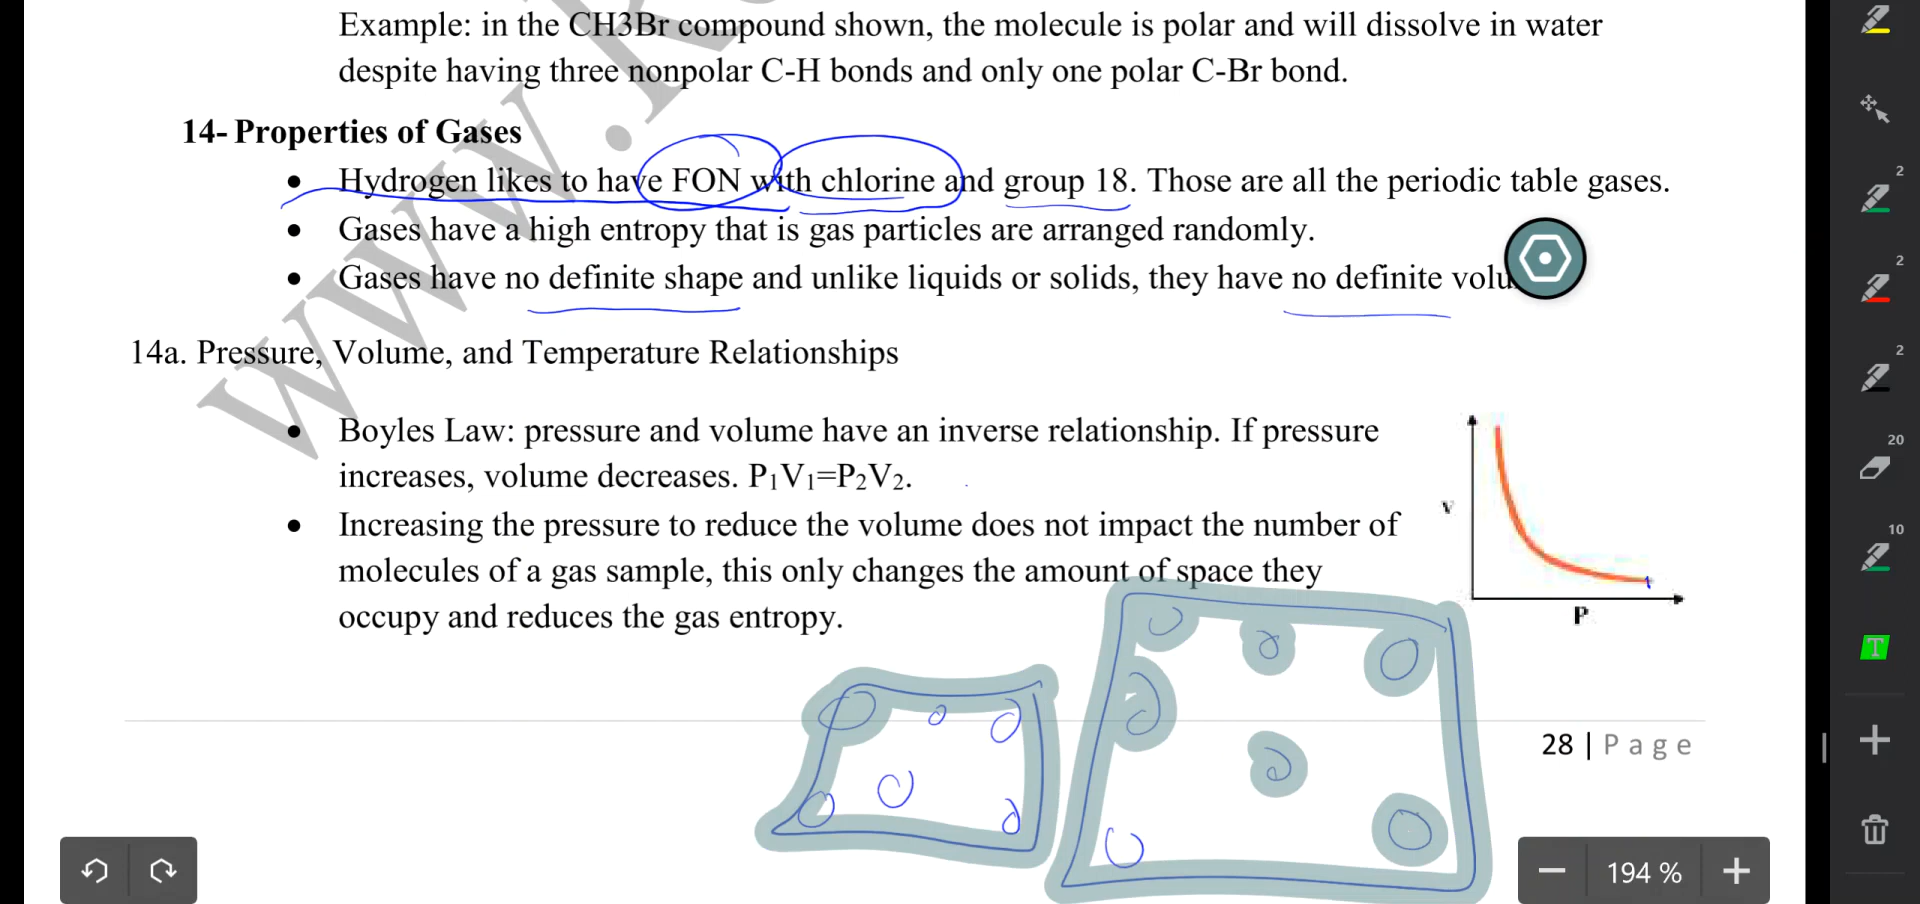 Example: in the CH3Br compound shown, the molecule is polar and will dissolve in water
despite having three nonpolar C-H bonds and only one polar C-Br bond.
14- Properties of Gases
• Hydrogen likes to have FON with chlorine and group 18. Those are all the periodic table gases.
• Gases have a high entropy that is gas particles are arranged randomly.
• Gases have no definite shape and unlike liquids or solids, they have no definite
14a. Pressure, Volume, and Temperature Relationships
• Boyles Law: pressure and volume have an inverse relationship. If pressure
increases, volume decreases. P₁V₁=P₂V₂.
• Increasing the pressure to reduce the volume does not impact the number of
molecules of a gas sample, this only changes the amount of space they
occupy and reduces the gas entropy.
V
P
28 | Page
194 %
2
2
2
20
10
T
www.